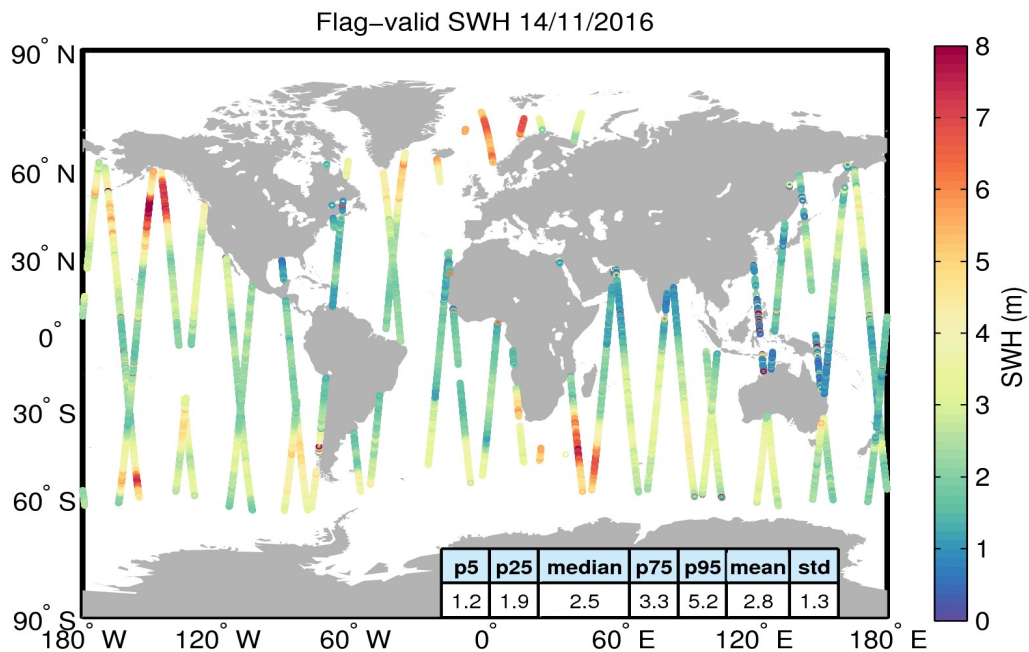 Flag−valid SWH 14/11/2016
90° N
60° N
30° N
0°
30° S
60° S
90° S
180° W
120° W
60° W
0°
60° E
120° E
180° E
p5 p25 median p75 p95 mean std
1.2 1.9 2.5 3.3 5.2 2.8 1.3
8
7
6
5
4
3
2
1
0
SWH (m)